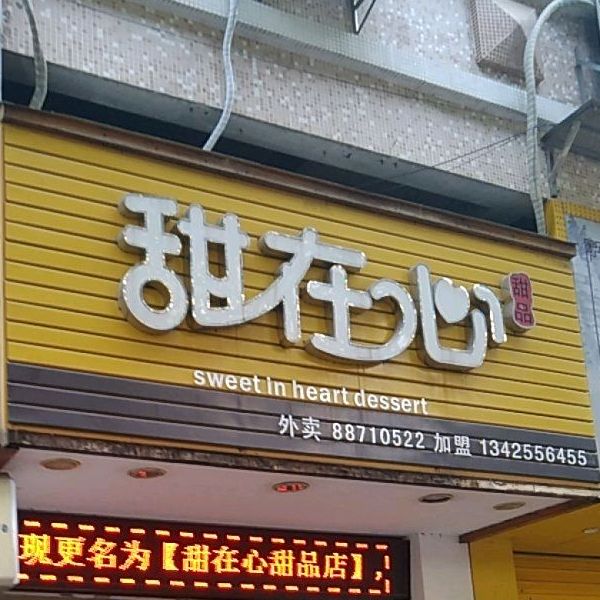 甜在心
甜品
sweet in heart dessert
外卖 88710522 加盟 1342556455
现更名为【甜在心甜品店】,